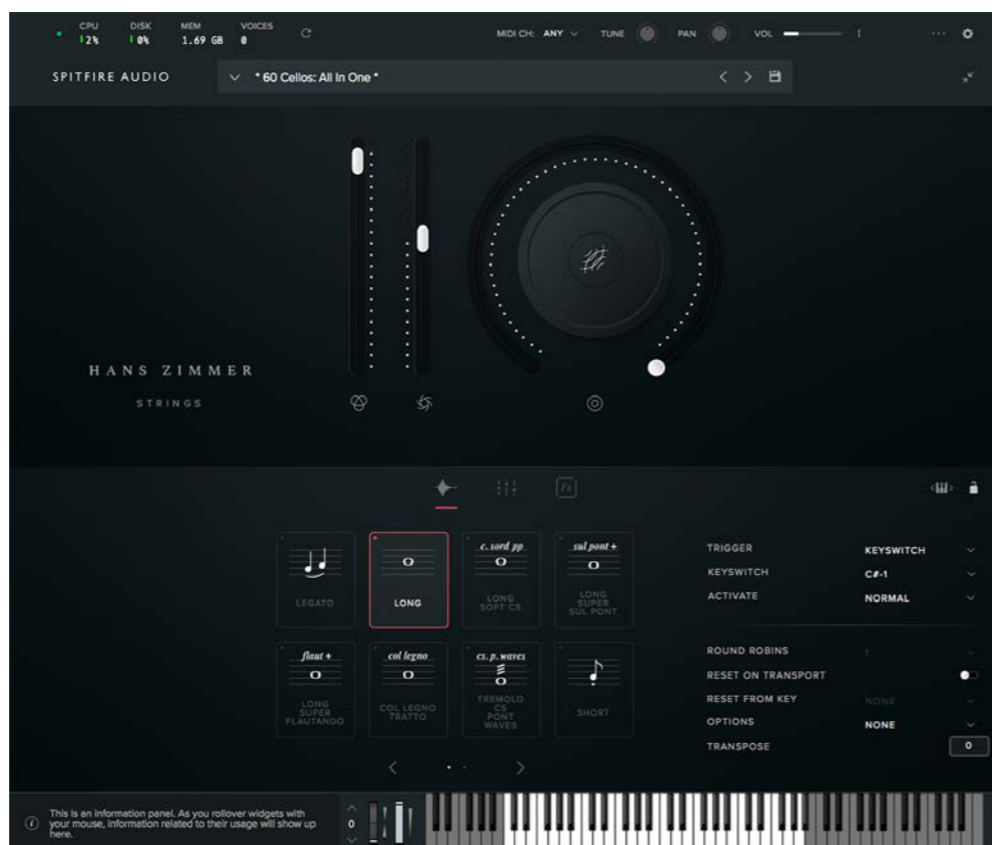 CPU DISK MEM VOICES
2% 0% 1.69 GB 0
MIDI CH: ANY TUNE PAN VOL
SPITFIRE AUDIO
* 60 Cellos: All In One *
HANS ZIMMER
STRINGS
Fx
LEGATO
LONG
c. sord pp
LONG
SOFT CS
sul pont +
LONG
SUPER
SUL PONT
flaut +
LONG
SUPER
FLAUTANDO
col legno
COL LEGNO
TRATTO
cs. p. waves
TREMOLO
CS
PONT
WAVES
SHORT
TRIGGER KEYSWITCH
KEYSWITCH C#-1
ACTIVATE NORMAL
ROUND ROBINS
RESET ON TRANSPORT
RESET FROM KEY NONE
OPTIONS NONE
TRANSPOSE 0
This is an information panel. As you rollover widgets with
your mouse, information related to their usage will show up
here.
0